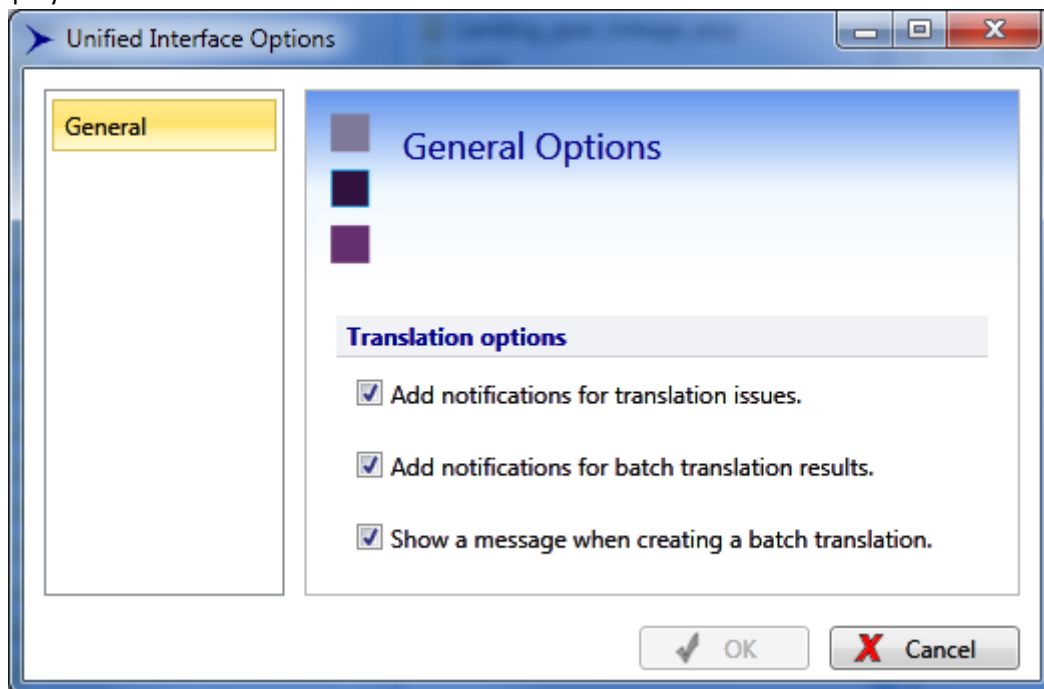 Unified Interface Options
General
General Options
Translation options
Add notifications for translation issues.
Add notifications for batch translation results.
Show a message when creating a batch translation.
OK
X Cancel